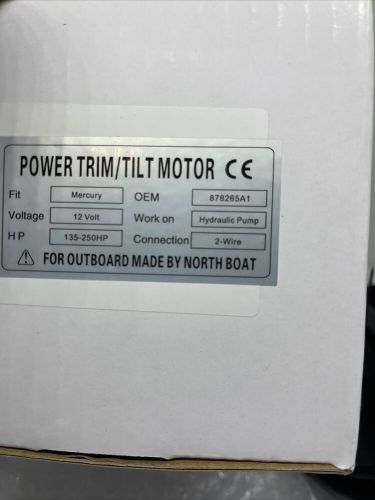 POWER TRIM/TILT MOTOR CE
Fit Mercury OEM 878265A1
Voltage 12 Volt Work on Hydraulic Pump
HP 135-250HP Connection 2-Wire
FOR OUTBOARD MADE BY NORTH BOAT